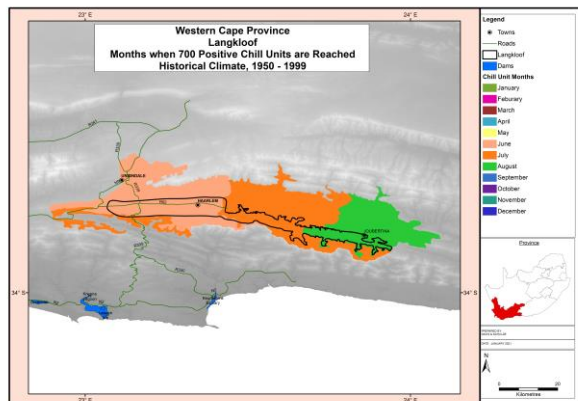 Western Cape Province
Langkloof
Months when 700 Positive Chill Units are Reached
Historical Climate, 1950 - 1999
23° E
24° E
34° S
34° S
23° E
24° E
UNIONDALE
HAARLEM
JOUBERTINA
Legend
Towns
Roads
Langkloof
Dams
Chill Unit Months
January
Feburary
March
April
May
June
July
August
September
October
November
December
Province
N
0
20
Kilometres